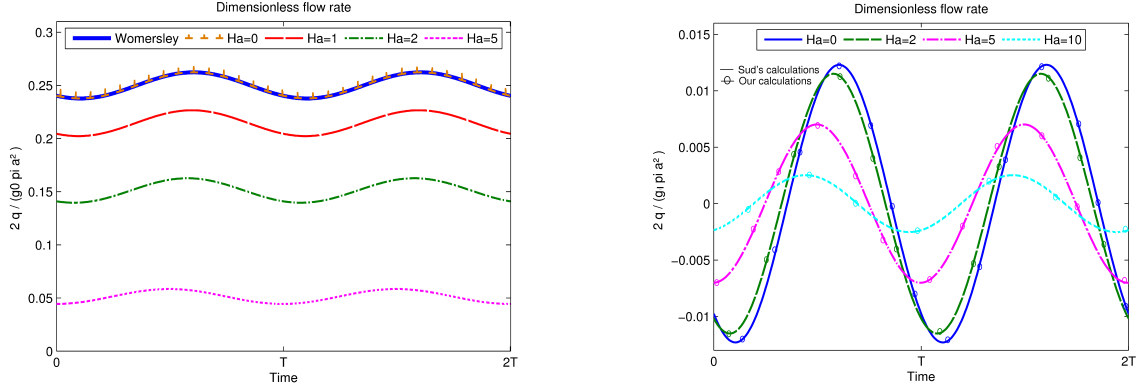 Dimensionless flow rate
0.3
0.25
0.2
0.15
0.1
0.05
0
2 q / (g0 pi a²)
Womersley Ha=0 Ha=1 Ha=2 Ha=5
0 T 2T
Time
Dimensionless flow rate
0.015
0.01
0.005
0
−0.005
−0.01
2 q / (g₁ pi a²)
Ha=0 Ha=2 Ha=5 Ha=10
Sud's calculations
Our calculations
0 T 2T
Time